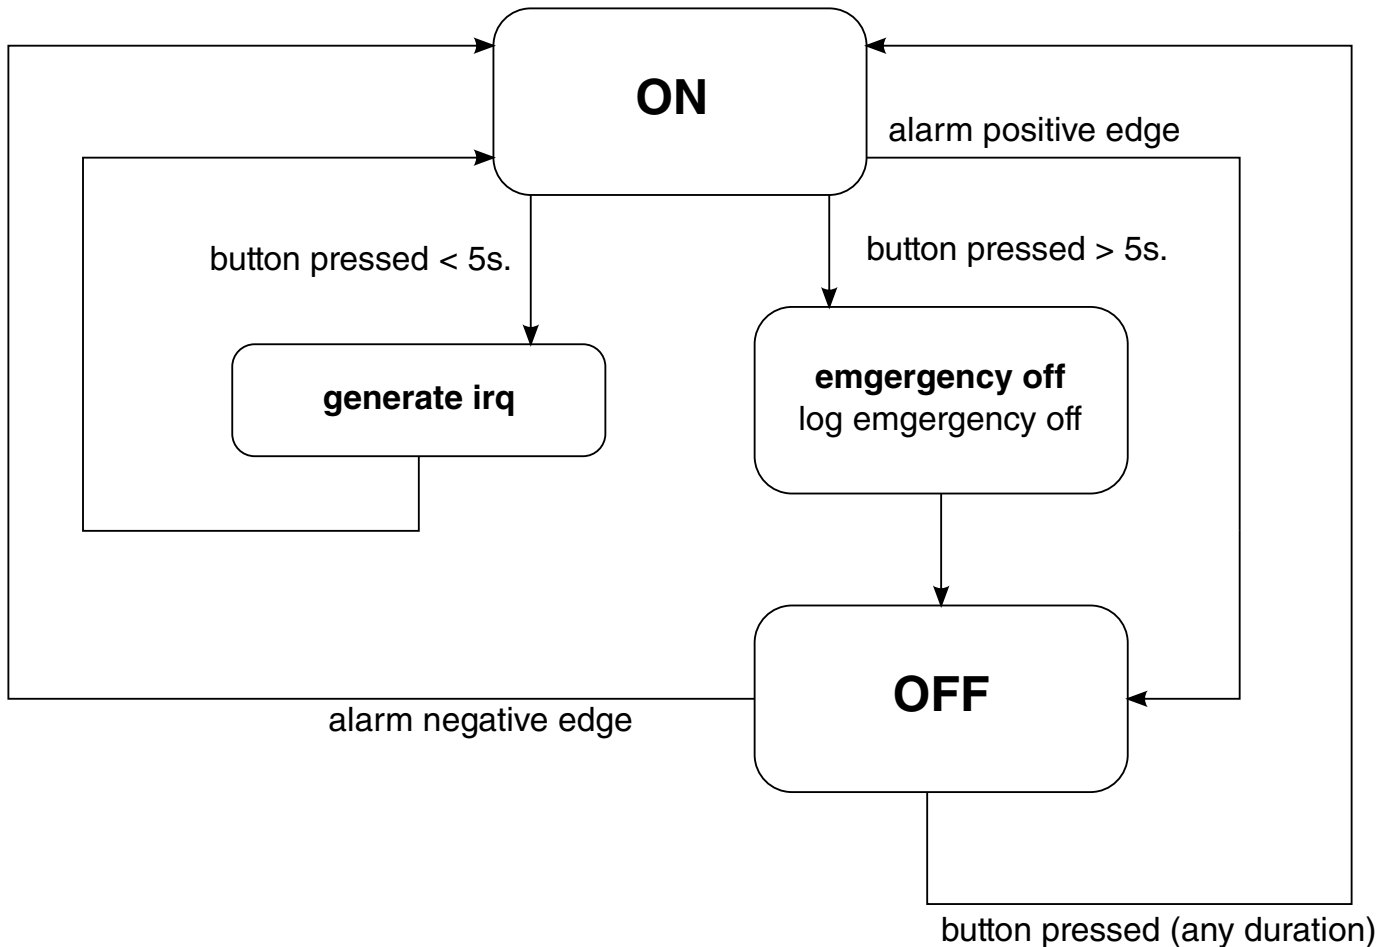 ON
alarm positive edge
button pressed < 5s.
button pressed > 5s.
generate irq
emgergency off
log emgergency off
OFF
alarm negative edge
button pressed (any duration)